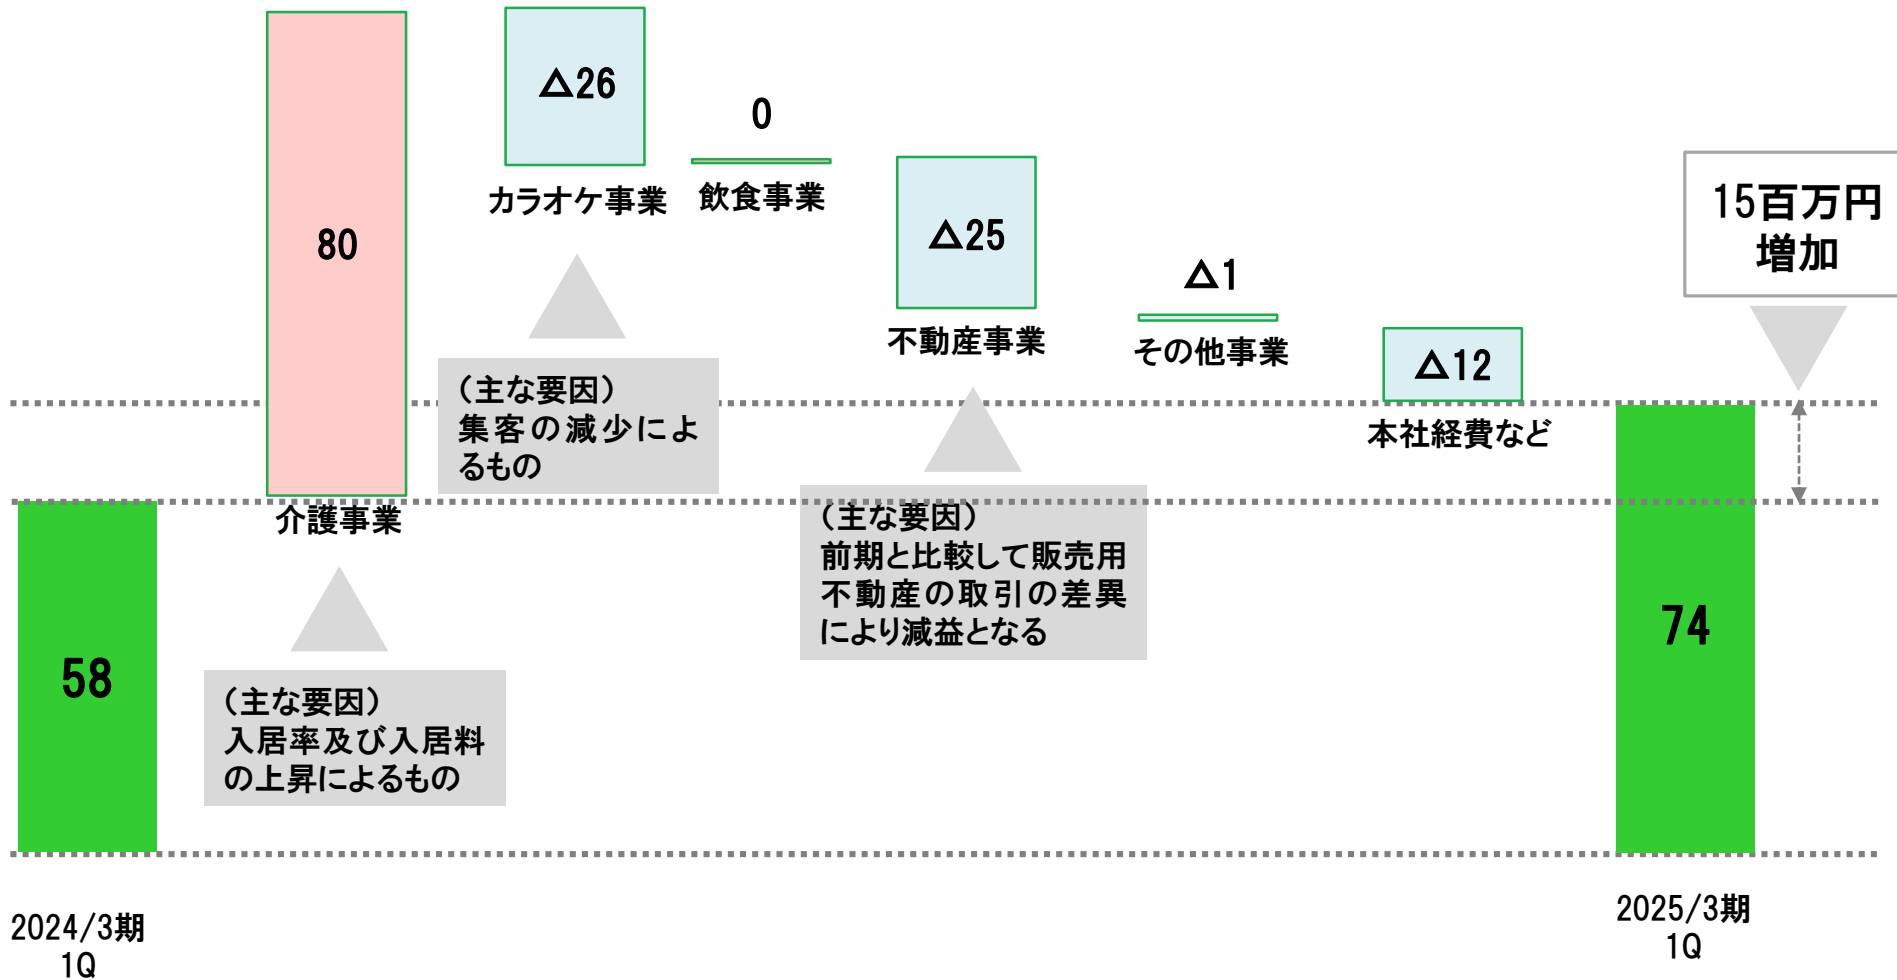 △26
0
カラオケ事業
飲食事業
80
△25
△1
不動産事業
その他事業
△12
本社経費など
15百万円
増加
(主な要因)
集客の減少によ
るもの
介護事業
(主な要因)
前期と比較して販売用
不動産の取引の差異
により減益となる
58
74
(主な要因)
入居率及び入居料
の上昇によるもの
2024/3期
1Q
2025/3期
1Q